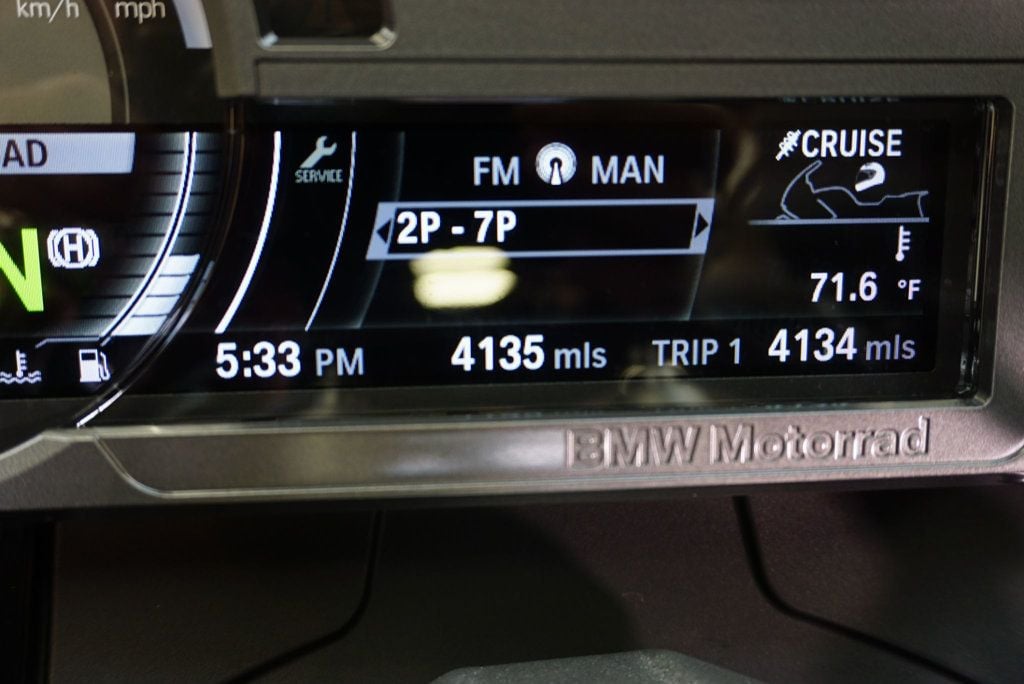 km/h mph
AD
SERVICE
FM MAN
CRUISE
2P - 7P
N
H
71.6 °F
5:33 PM
4135 mls
TRIP 1 4134 mls
BMW Motorrad